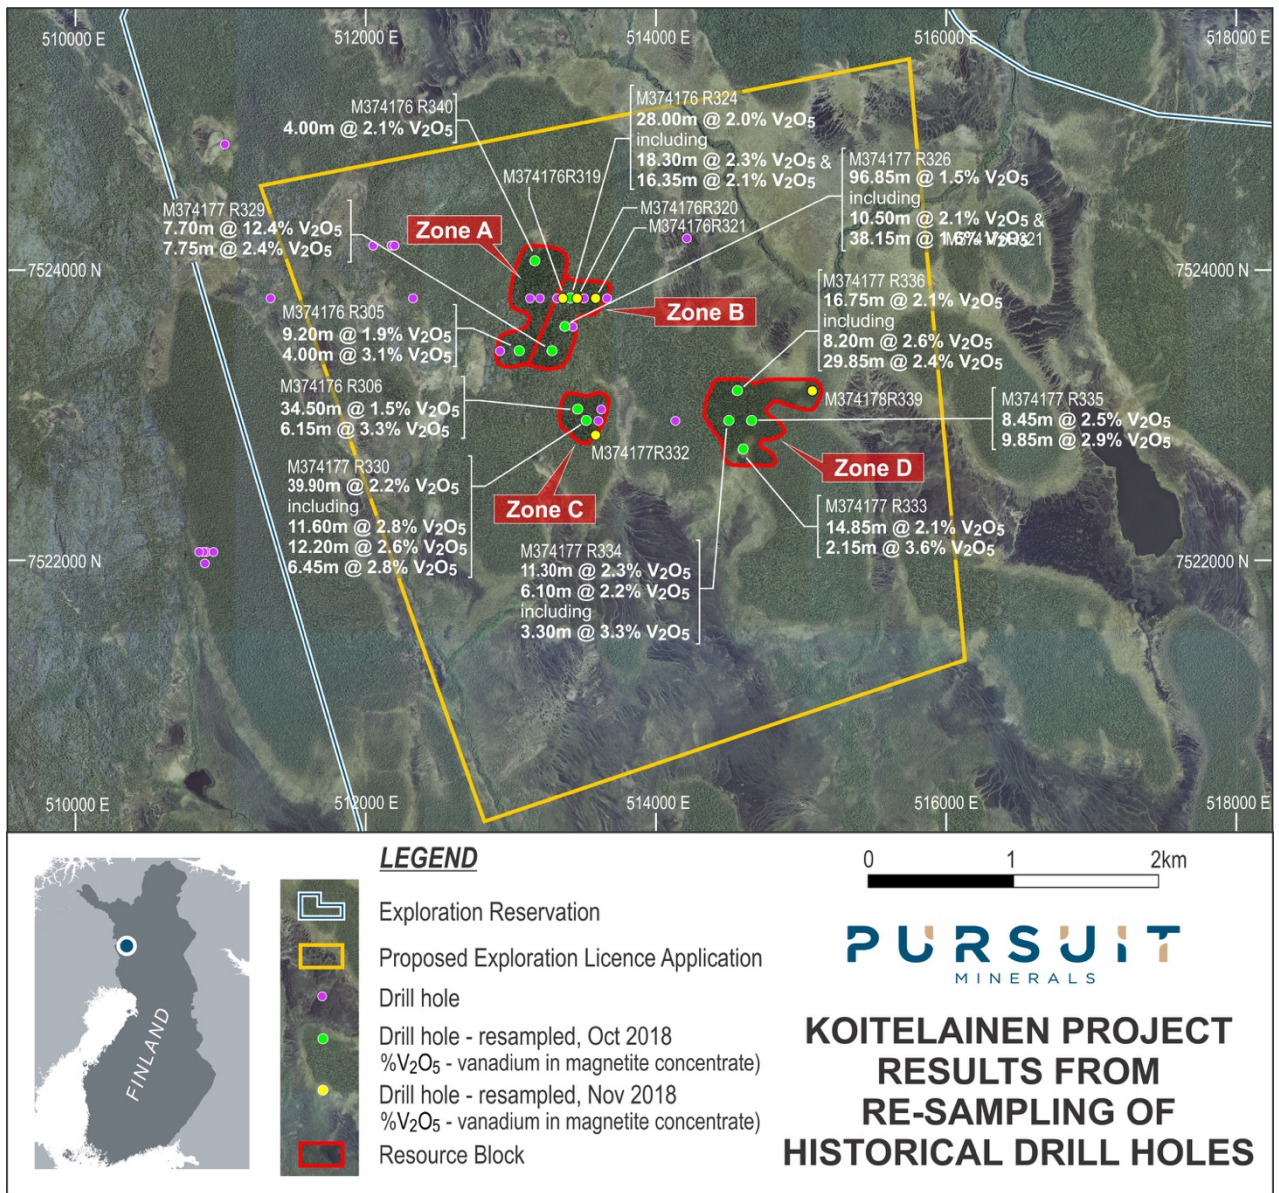 510000 E
512000 E
514000 E
516000 E
518000 E
M374176 R340
4.00m @ 2.1% V₂O₅
M374176 R324
28.00m @ 2.0% V₂O₅
including
18.30m @ 2.3% V₂O₅ &
16.35m @ 2.1% V₂O₅
M374177 R326
96.85m @ 1.5% V₂O₅
including
10.50m @ 2.1% V₂O₅ &
38.15m @ 1.6% V₂O₅
M374176R319
M374176R320
M374176R321
M374177 R329
7.70m @ 12.4% V₂O₅
7.75m @ 2.4% V₂O₅
Zone A
7524000 N
7524000 N
M374177 R336
16.75m @ 2.1% V₂O₅
including
8.20m @ 2.6% V₂O₅
29.85m @ 2.4% V₂O₅
Zone B
M374176 R305
9.20m @ 1.9% V₂O₅
4.00m @ 3.1% V₂O₅
M374176 R306
34.50m @ 1.5% V₂O₅
6.15m @ 3.3% V₂O₅
M374178R339
M374177 R335
8.45m @ 2.5% V₂O₅
9.85m @ 2.9% V₂O₅
M374177R332
Zone D
M374177 R330
39.90m @ 2.2% V₂O₅
including
11.60m @ 2.8% V₂O₅
12.20m @ 2.6% V₂O₅
6.45m @ 2.8% V₂O₅
Zone C
M374177 R333
14.85m @ 2.1% V₂O₅
2.15m @ 3.6% V₂O₅
M374177 R334
11.30m @ 2.3% V₂O₅
6.10m @ 2.2% V₂O₅
including
3.30m @ 3.3% V₂O₅
7522000 N
7522000 N
510000 E
512000 E
514000 E
516000 E
518000 E
FINLAND
LEGEND
Exploration Reservation
Proposed Exploration Licence Application
Drill hole
Drill hole - resampled, Oct 2018
%V₂O₅ - vanadium in magnetite concentrate)
Drill hole - resampled, Nov 2018
%V₂O₅ - vanadium in magnetite concentrate)
Resource Block
0 1 2km
PURSUIT
MINERALS
KOITELAINEN PROJECT
RESULTS FROM
RE-SAMPLING OF
HISTORICAL DRILL HOLES